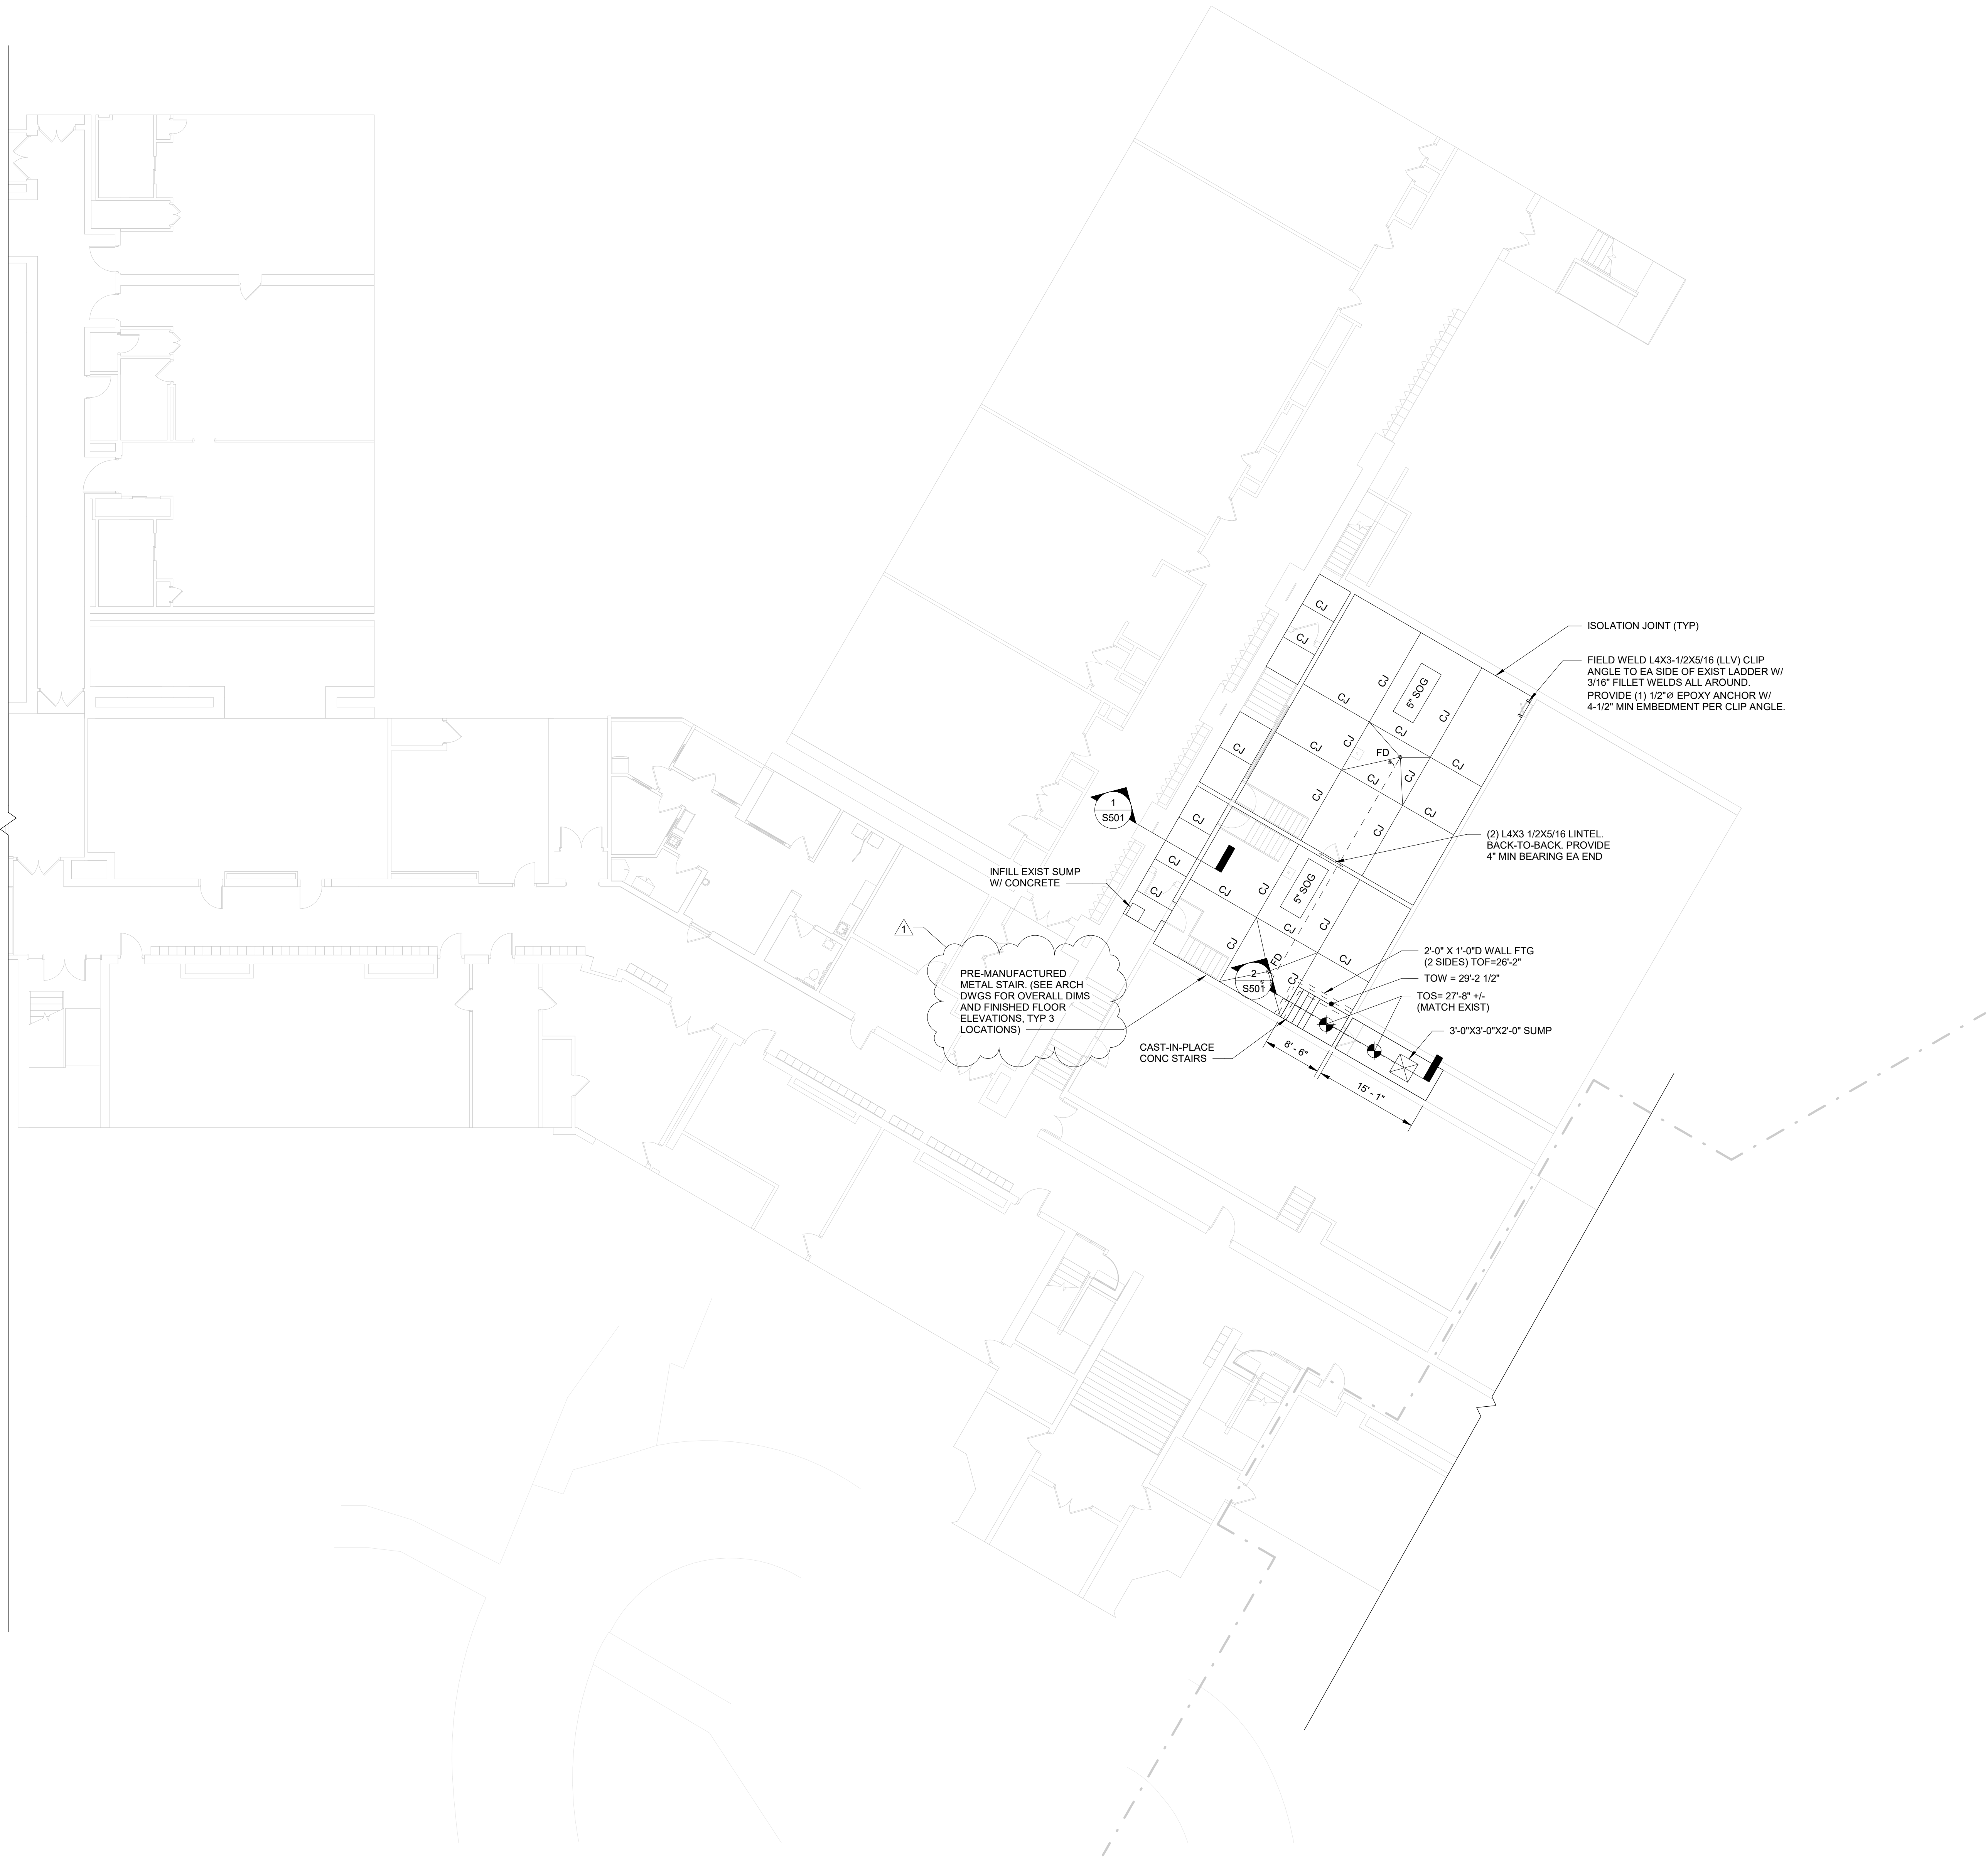 ISOLATION JOINT (TYP)
FIELD WELD L4X3-1/2X5/16 (LLV) CLIP
ANGLE TO EA SIDE OF EXIST LADDER W/
3/16" FILLET WELDS ALL AROUND.
PROVIDE (1) 1/2"Ø EPOXY ANCHOR W/
4-1/2" MIN EMBEDMENT PER CLIP ANGLE.
CJ
CJ
CJ
5" SOG
CJ
CJ
CJ
CJ
CJ
CJ
FD
CJ
CJ
CJ
CJ
CJ
CJ
CJ
1
S501
CJ
(2) L4X3 1/2X5/16 LINTEL.
BACK-TO-BACK. PROVIDE
4" MIN BEARING EA END
INFILL EXIST SUMP
W/ CONCRETE
CJ
CJ
CJ
CJ
5" SOG
CJ
CJ
CJ
CJ
1
PRE-MANUFACTURED
METAL STAIR. (SEE ARCH
DWGS FOR OVERALL DIMS
AND FINISHED FLOOR
ELEVATIONS, TYP 3
LOCATIONS)
FD
CJ
2
S501
2'-0" X 1'-0"D WALL FTG
(2 SIDES) TOF=26'-2"
TOW = 29'-2 1/2"
TOS= 27'-8" +/-
(MATCH EXIST)
3'-0"X3'-0"X2'-0" SUMP
CAST-IN-PLACE
CONC STAIRS
8' - 6"
15' - 1"